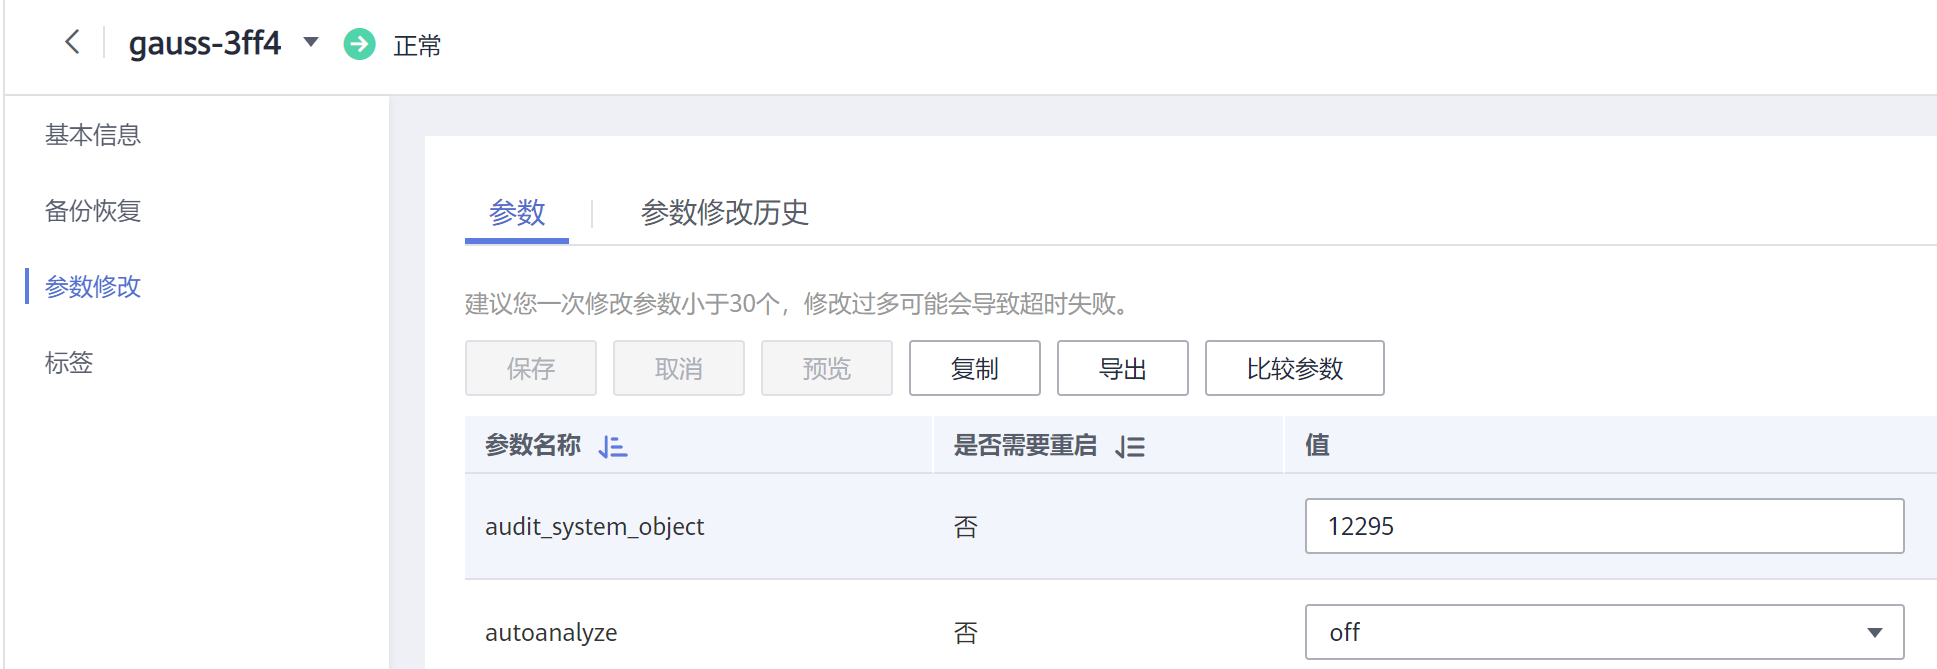 gauss-3ff4 正常
基本信息
备份恢复
参数修改
标签
参数 参数修改历史
建议您一次修改参数小于30个，修改过多可能会导致超时失败。
保存 取消 预览 复制 导出 比较参数
参数名称 是否需要重启 值
audit_system_object 否 12295
autoanalyze 否 off